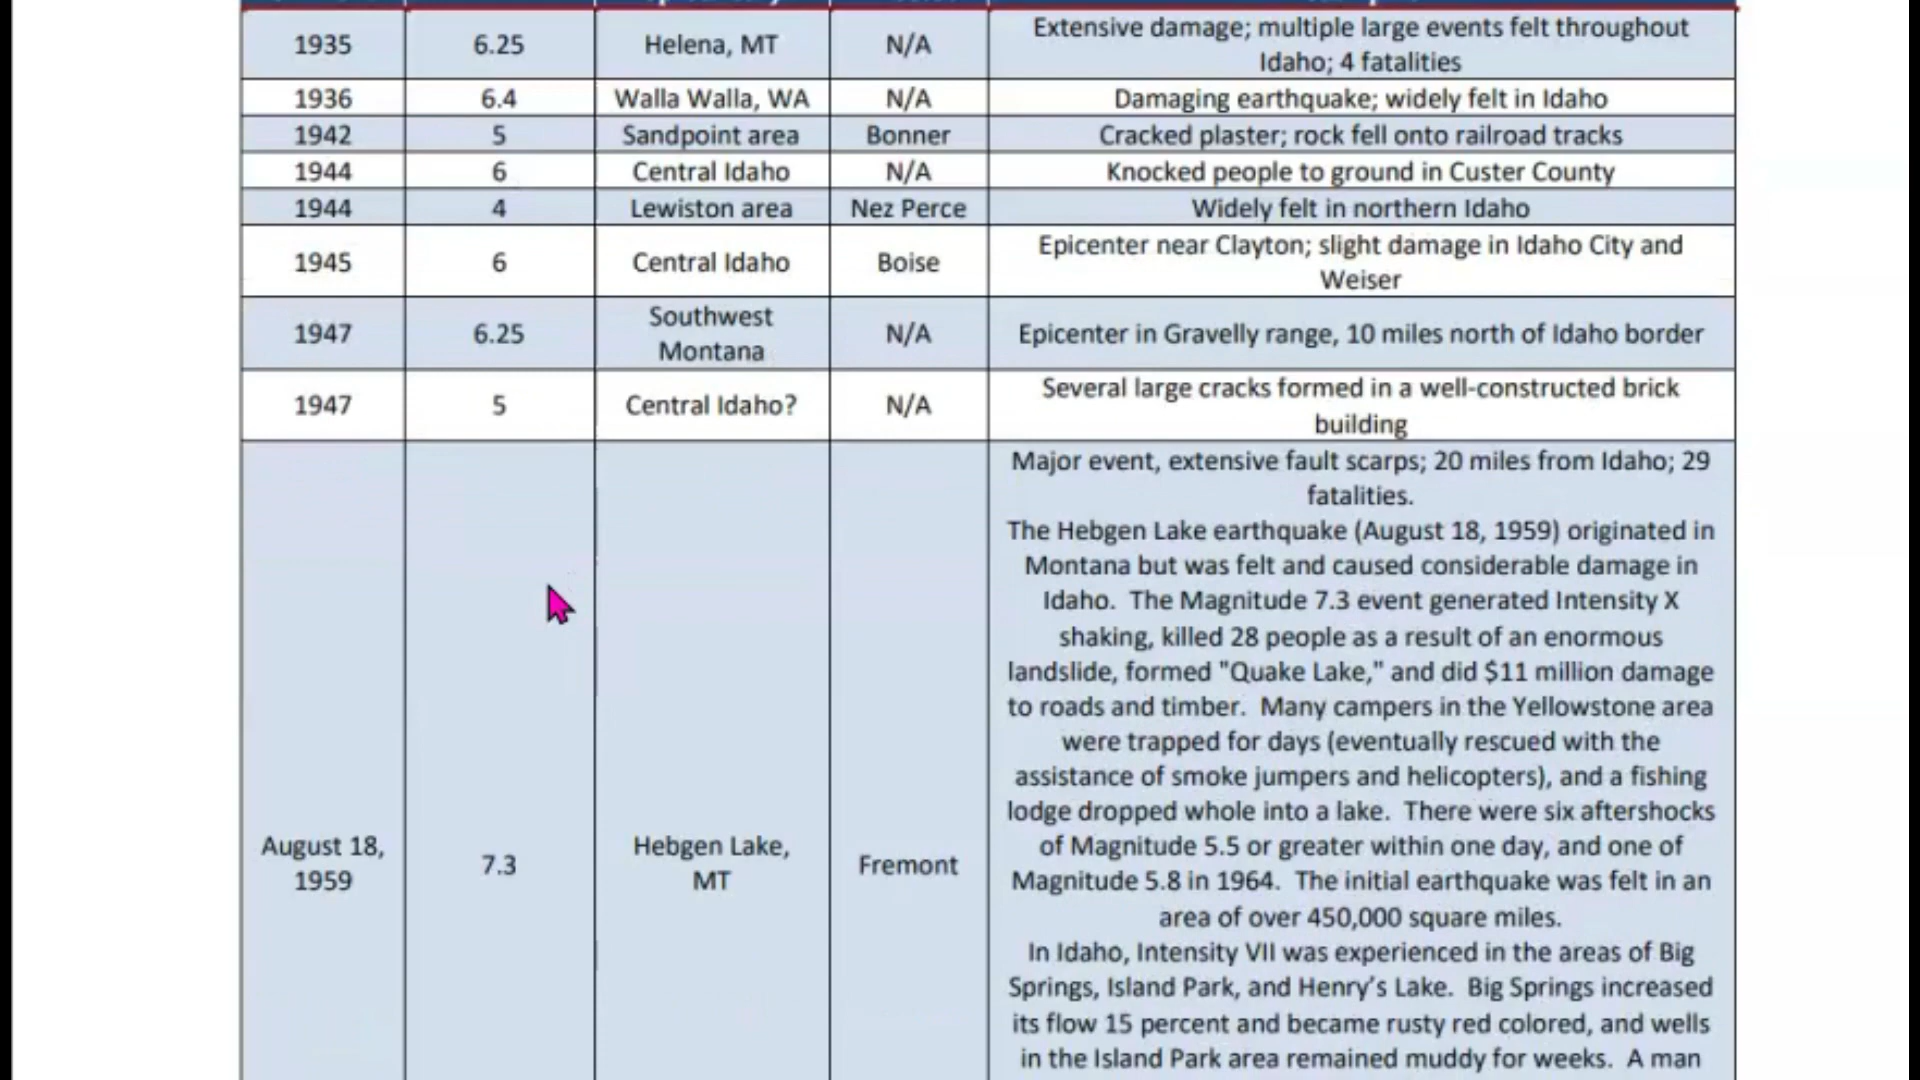 1935 6.25 Helena, MT N/A Extensive damage; multiple large events felt throughout
Idaho; 4 fatalities
1936 6.4 Walla Walla, WA N/A Damaging earthquake; widely felt in Idaho
1942 5 Sandpoint area Bonner Cracked plaster; rock fell onto railroad tracks
1944 6 Central Idaho N/A Knocked people to ground in Custer County
1944 4 Lewiston area Nez Perce Widely felt in northern Idaho
1945 6 Central Idaho Boise Epicenter near Clayton; slight damage in Idaho City and
Weiser
1947 6.25 Southwest
Montana N/A Epicenter in Gravelly range, 10 miles north of Idaho border
1947 5 Central Idaho? N/A Several large cracks formed in a well-constructed brick
building
August 18,
1959 7.3 Hebgen Lake,
MT Fremont
Major event, extensive fault scarps; 20 miles from Idaho; 29
fatalities.
The Hebgen Lake earthquake (August 18, 1959) originated in
Montana but was felt and caused considerable damage in
Idaho. The Magnitude 7.3 event generated Intensity X
shaking, killed 28 people as a result of an enormous
landslide, formed "Quake Lake," and did $11 million damage
to roads and timber. Many campers in the Yellowstone area
were trapped for days (eventually rescued with the
assistance of smoke jumpers and helicopters), and a fishing
lodge dropped whole into a lake. There were six aftershocks
of Magnitude 5.5 or greater within one day, and one of
Magnitude 5.8 in 1964. The initial earthquake was felt in an
area of over 450,000 square miles.
In Idaho, Intensity VII was experienced in the areas of Big
Springs, Island Park, and Henry's Lake. Big Springs increased
its flow 15 percent and became rusty red colored, and wells
in the Island Park area remained muddy for weeks. A man